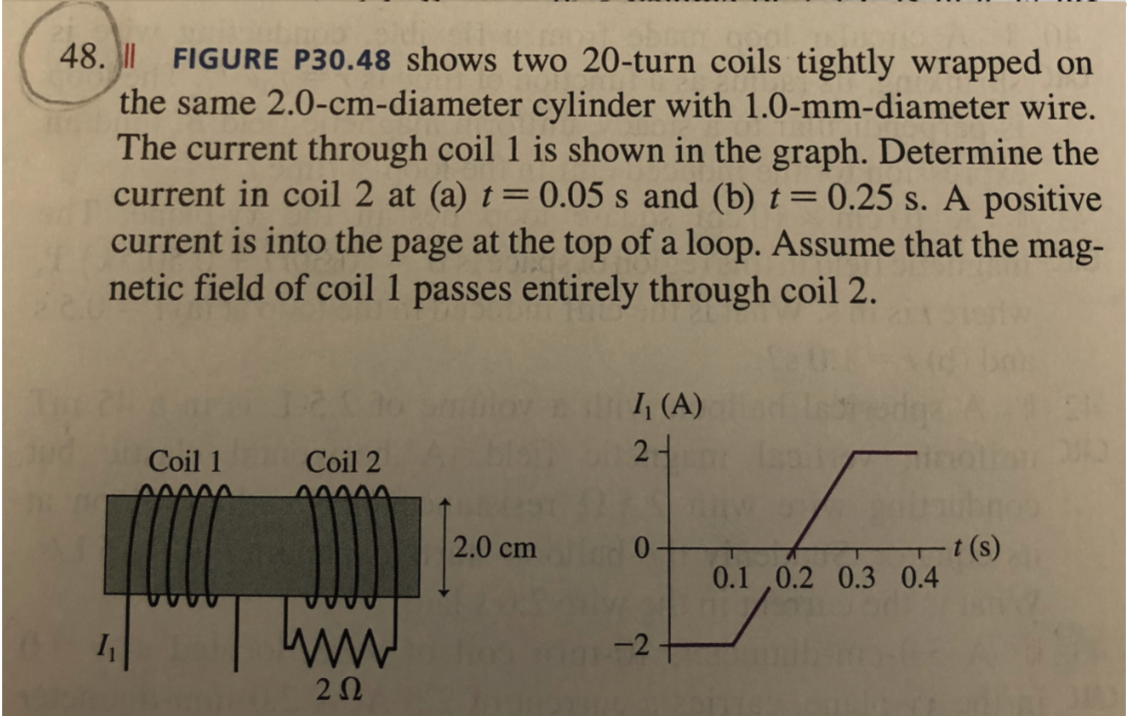 48. || FIGURE P30.48 shows two 20-turn coils tightly wrapped on
the same 2.0-cm-diameter cylinder with 1.0-mm-diameter wire.
The current through coil 1 is shown in the graph. Determine the
current in coil 2 at (a) t = 0.05 s and (b) t = 0.25 s. A positive
current is into the page at the top of a loop. Assume that the mag-
netic field of coil 1 passes entirely through coil 2.
Coil 1 Coil 2
2.0 cm
I₁
2 Ω
I₁ (A)
2
0
t (s)
0.1 0.2 0.3 0.4
−2